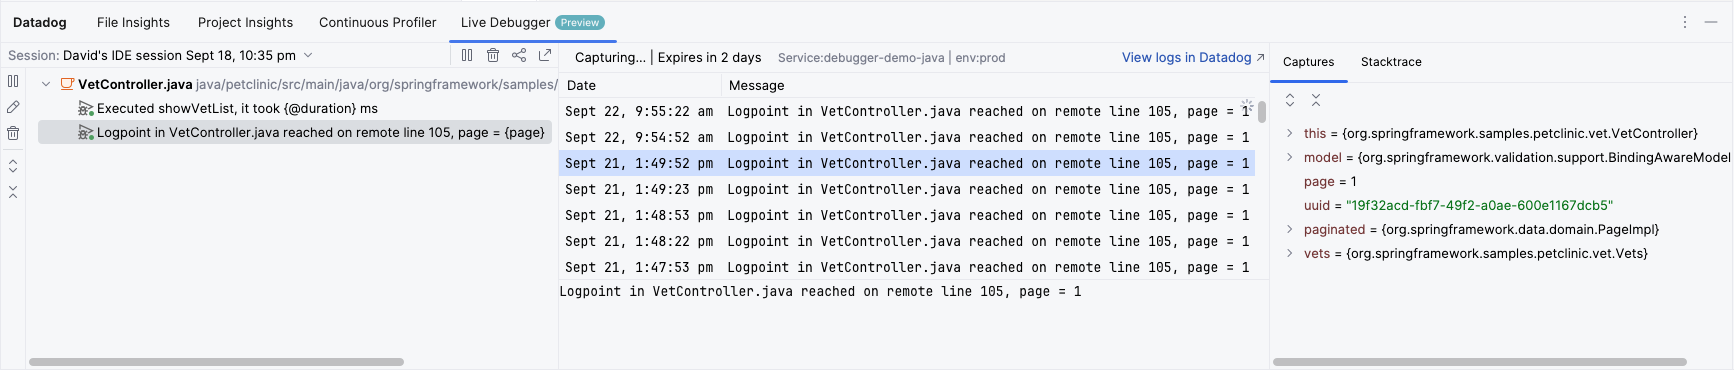 Datadog File Insights Project Insights Continuous Profiler Live Debugger Preview
Session: David's IDE session Sept 18, 10:35 pm
VetController.java java/petclinic/src/main/java/org/springframework/samples/
Executed showVetList, it took {@duration} ms
Logpoint in VetController.java reached on remote line 105, page = {page}
Capturing... | Expires in 2 days Service:debugger-demo-java | env:prod View logs in Datadog
Date Message
Sept 22, 9:55:22 am Logpoint in VetController.java reached on remote line 105, page = 1
Sept 22, 9:54:52 am Logpoint in VetController.java reached on remote line 105, page = 1
Sept 21, 1:49:52 pm Logpoint in VetController.java reached on remote line 105, page = 1
Sept 21, 1:49:23 pm Logpoint in VetController.java reached on remote line 105, page = 1
Sept 21, 1:48:53 pm Logpoint in VetController.java reached on remote line 105, page = 1
Sept 21, 1:48:22 pm Logpoint in VetController.java reached on remote line 105, page = 1
Sept 21, 1:47:53 pm Logpoint in VetController.java reached on remote line 105, page = 1
Logpoint in VetController.java reached on remote line 105, page = 1
Captures Stacktrace
this = {org.springframework.samples.petclinic.vet.VetController}
model = {org.springframework.validation.support.BindingAwareModel
page = 1
uuid = "19f32acd-fbf7-49f2-a0ae-600e1167dcb5"
paginated = {org.springframework.data.domain.PageImpl}
vets = {org.springframework.samples.petclinic.vet.Vets}